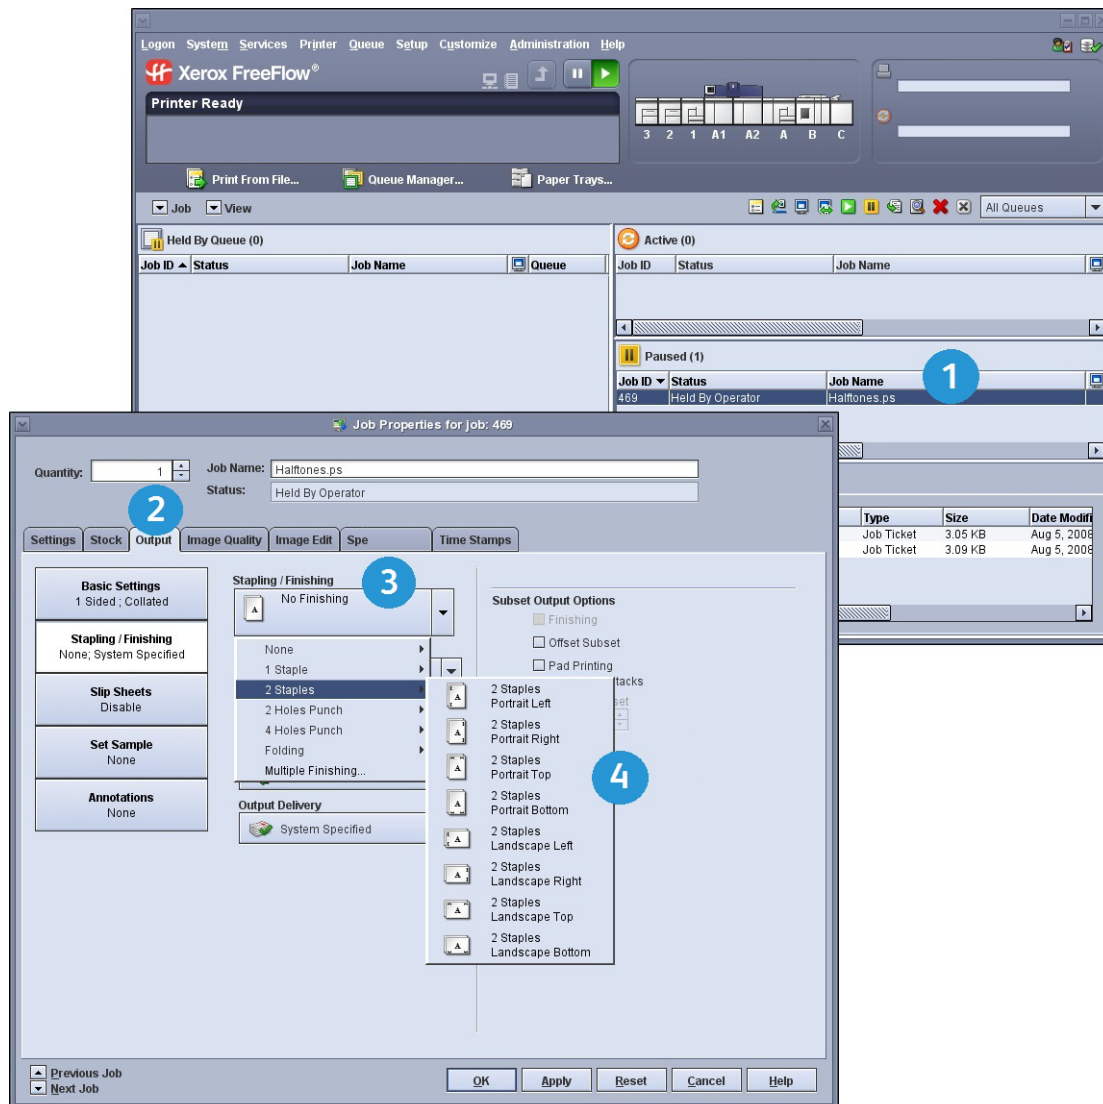 Logon System Services Printer Queue Setup Customize Administration Help
Xerox FreeFlow®
Printer Ready
3 2 1 A1 A2 A B C
Print From File... Queue Manager... Paper Trays...
Job View All Queues
Held By Queue (0)
Job ID Status Job Name Queue
Active (0)
Job ID Status Job Name
Paused (1)
Job ID Status Job Name
469 Held By Operator Halftones.ps
1
Type Size Date Modifi
Job Ticket 3.05 KB Aug 5, 2008
Job Ticket 3.09 KB Aug 5, 2008
Job Properties for job: 469
Quantity: 1
Job Name: Halftones.ps
Status: Held By Operator
2
Settings Stock Output Image Quality Image Edit Spe Time Stamps
Basic Settings
1 Sided ; Collated
Stapling / Finishing
None; System Specified
Slip Sheets
Disable
Set Sample
None
Annotations
None
Stapling / Finishing
3
No Finishing
None
1 Staple
2 Staples
2 Holes Punch
4 Holes Punch
Folding
Multiple Finishing...
Output Delivery
System Specified
Subset Output Options
Finishing
Offset Subset
Pad Printing
tacks
set
2 Staples
Portrait Left
2 Staples
Portrait Right
2 Staples
Portrait Top
2 Staples
Portrait Bottom
2 Staples
Landscape Left
2 Staples
Landscape Right
2 Staples
Landscape Top
2 Staples
Landscape Bottom
4
Previous Job
Next Job
OK Apply Reset Cancel Help